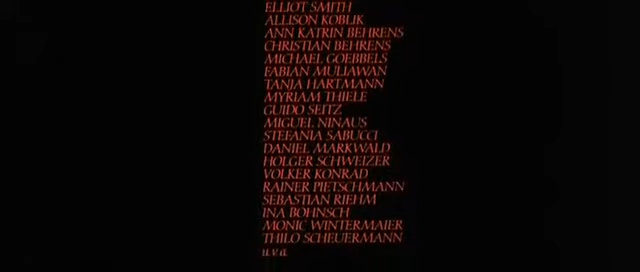 ELLIOT SMITH
ALLISON KOBLIK
ANN KATRIN BEHRENS
CHRISTIAN BEHRENS
MICHAEL GOEBBELS
FABIAN MULIAWAN
TANJA HARTMANN
MYRIAM THIELE
GUIDO SEITZ
MIGUEL NINAUS
STEFANIA SABUCCI
DANIEL MARKWALD
HOLGER SCHWEIZER
VOLKER KONRAD
RAINER PIETSCHMANN
SEBASTIAN RIEHM
INA BOHNSCH
MONIC WINTERMAIER
THILO SCHEUERMANN
u.v.a.